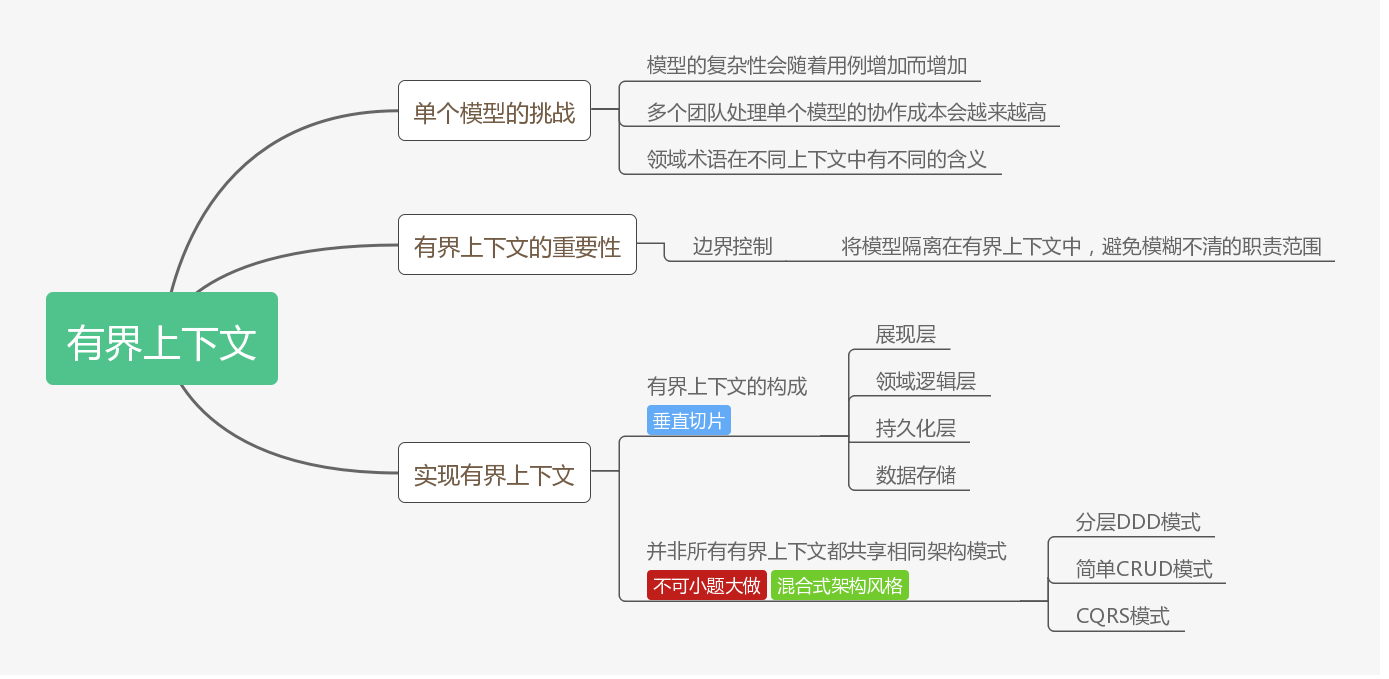 有界上下文
单个模型的挑战
模型的复杂性会随着用例增加而增加
多个团队处理单个模型的协作成本会越来越高
领域术语在不同上下文中有不同的含义
有界上下文的重要性
边界控制
将模型隔离在有界上下文中，避免模糊不清的职责范围
实现有界上下文
有界上下文的构成
垂直切片
展现层
领域逻辑层
持久化层
数据存储
并非所有有界上下文都共享相同架构模式
不可小题大做
混合式架构风格
分层DDD模式
简单CRUD模式
CQRS模式